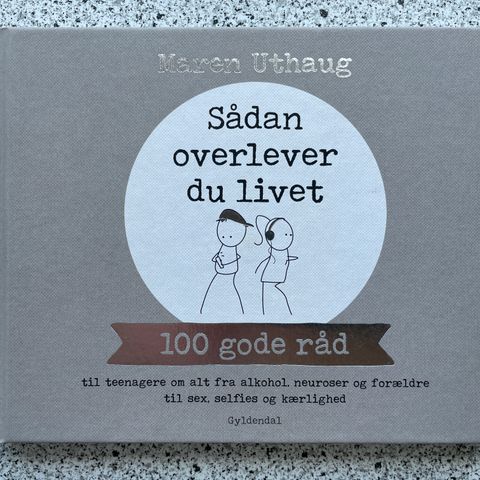 Maren Uthaug
Sådan
overlever
du livet
100 gode råd
til teenagere om alt fra alkohol, neuroser og forældre
til sex, selfies og kærlighed
Gyldendal